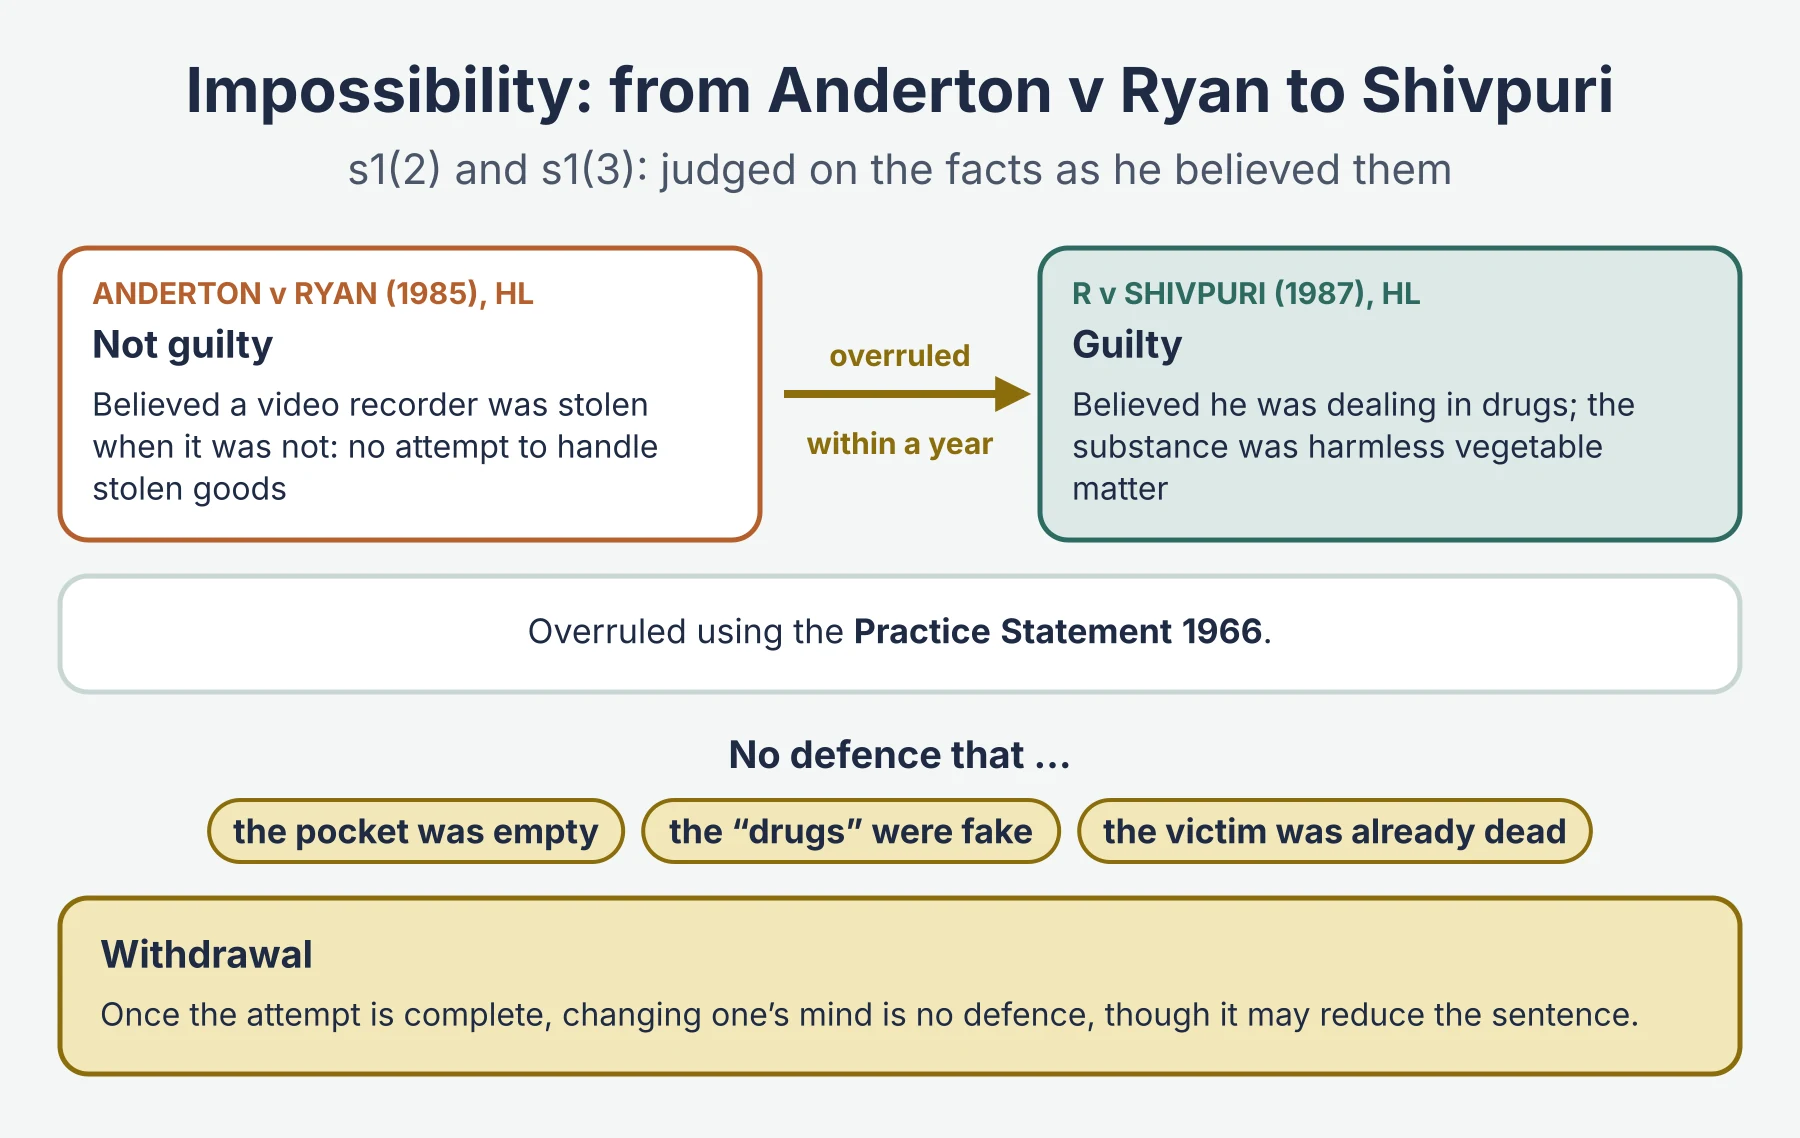 Impossibility: from Anderton v Ryan to Shivpuri
s1(2) and s1(3): judged on the facts as he believed them
ANDERTON v RYAN (1985), HL
Not guilty
Believed a video recorder was stolen
when it was not: no attempt to handle
stolen goods
overruled
within a year
R v SHIVPURI (1987), HL
Guilty
Believed he was dealing in drugs; the
substance was harmless vegetable
matter
Overruled using the Practice Statement 1966.
No defence that …
the pocket was empty
the “drugs” were fake
the victim was already dead
Withdrawal
Once the attempt is complete, changing one’s mind is no defence, though it may reduce the sentence.